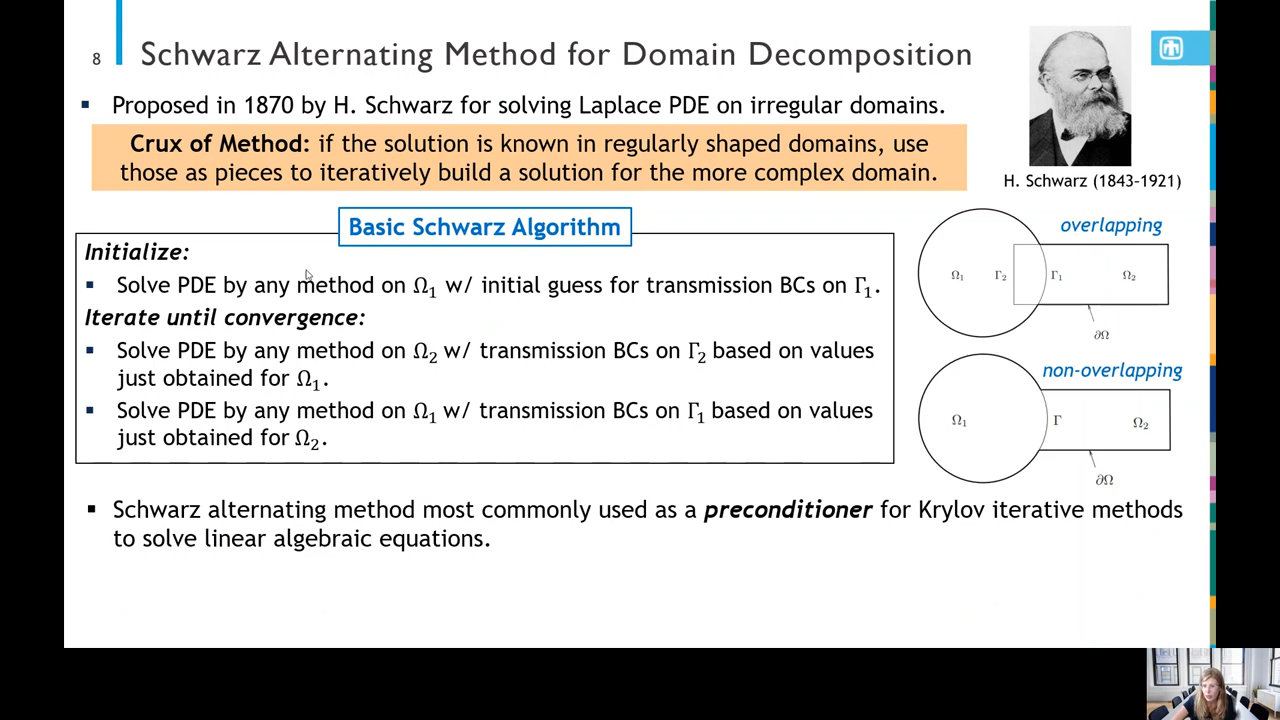 8
Schwarz Alternating Method for Domain Decomposition
▪ Proposed in 1870 by H. Schwarz for solving Laplace PDE on irregular domains.
Crux of Method: if the solution is known in regularly shaped domains, use
those as pieces to iteratively build a solution for the more complex domain.
H. Schwarz (1843-1921)
Basic Schwarz Algorithm
Initialize:
▪ Solve PDE by any method on Ω₁ w/ initial guess for transmission BCs on Γ₁.
Iterate until convergence:
▪ Solve PDE by any method on Ω₂ w/ transmission BCs on Γ₂ based on values
just obtained for Ω₁.
▪ Solve PDE by any method on Ω₁ w/ transmission BCs on Γ₁ based on values
just obtained for Ω₂.
overlapping
Ω₁ Γ₂ Γ₁ Ω₂
∂Ω
non-overlapping
Ω₁ Γ Ω₂
∂Ω
▪ Schwarz alternating method most commonly used as a preconditioner for Krylov iterative methods
to solve linear algebraic equations.